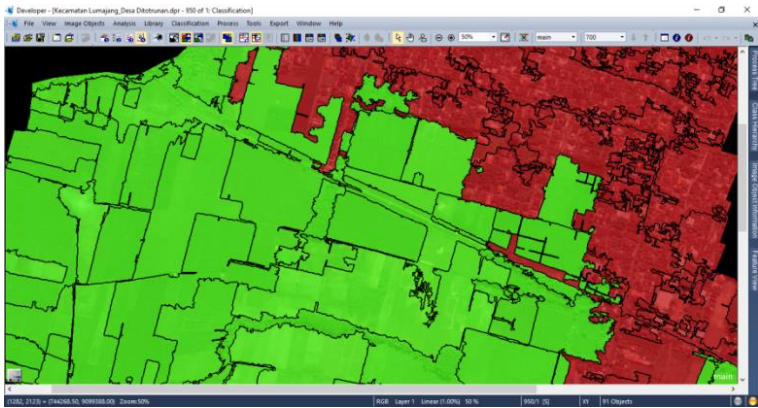 Developer - [Kecamatan Lumajang_Desa Ditotrunan.dpr - 950 of 1: Classification]
File View Image Objects Analysis Library Classification Process Tools Export Window Help
50% main 700
Process Tree
Class Hierarchy
Image Object Information
Feature View
main
(1282, 2123) = (744268.50, 9099388.00) Zoom:50% RGB Layer 1 Linear (1.00%) 50 % 950/1 [S] XY 91 Objects